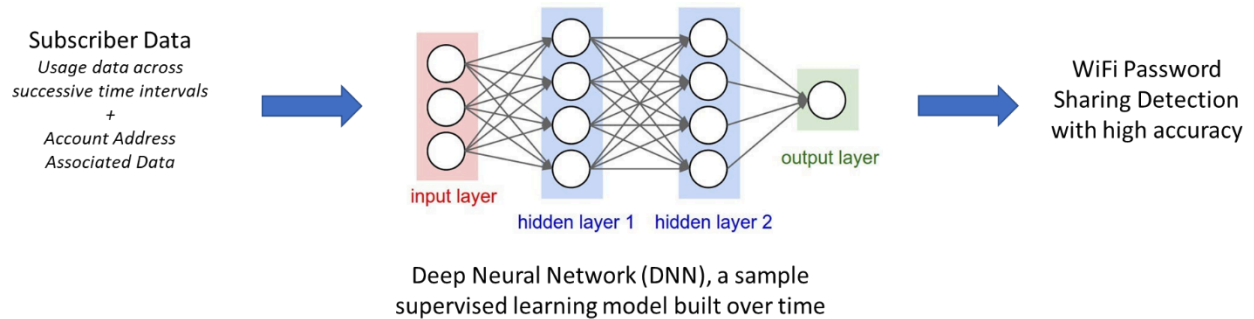 Subscriber Data
Usage data across
successive time intervals
+
Account Address
Associated Data
input layer
hidden layer 1
hidden layer 2
output layer
WiFi Password
Sharing Detection
with high accuracy
Deep Neural Network (DNN), a sample
supervised learning model built over time